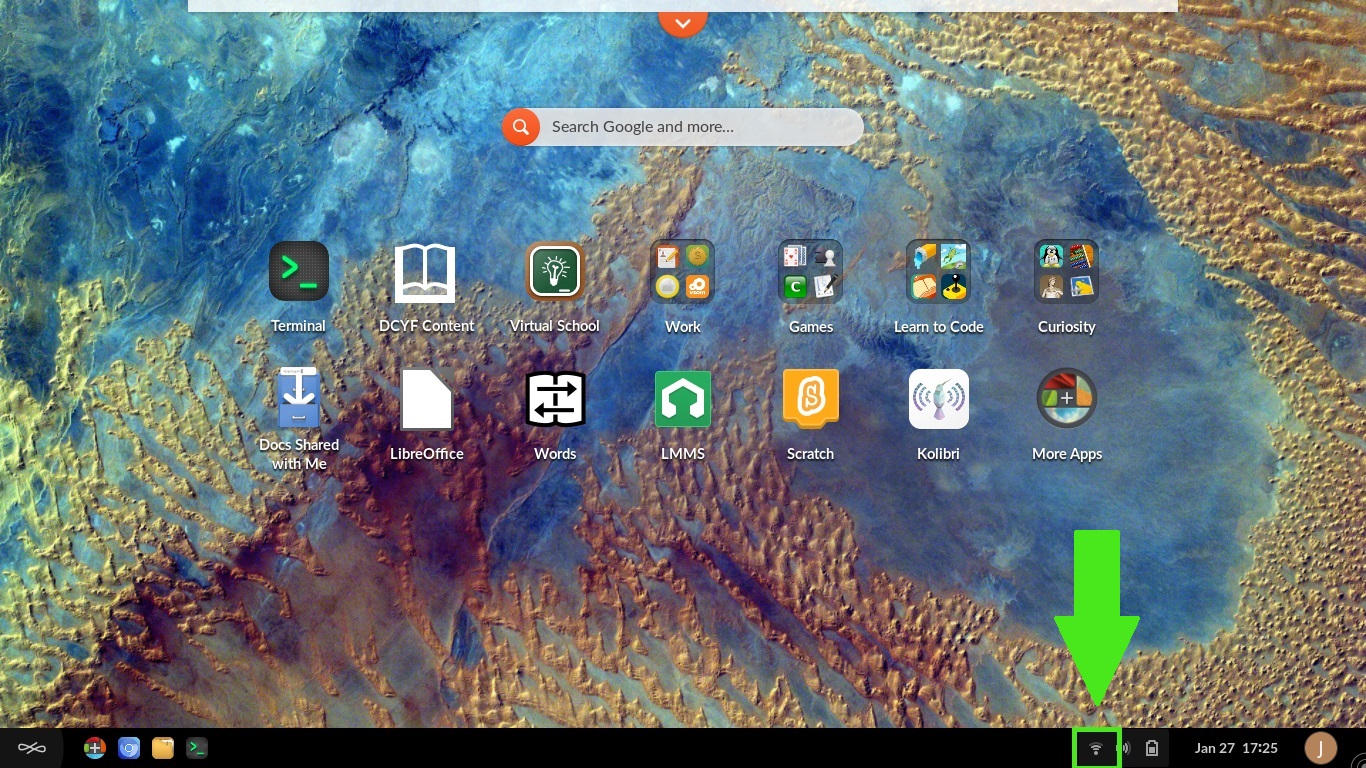 Search Google and more...
Terminal
DCYF Content
Virtual School
Work
Games
Learn to Code
Curiosity
Docs Shared
with Me
LibreOffice
Words
LMMS
Scratch
Kolibri
More Apps
Jan 27 17:25
J